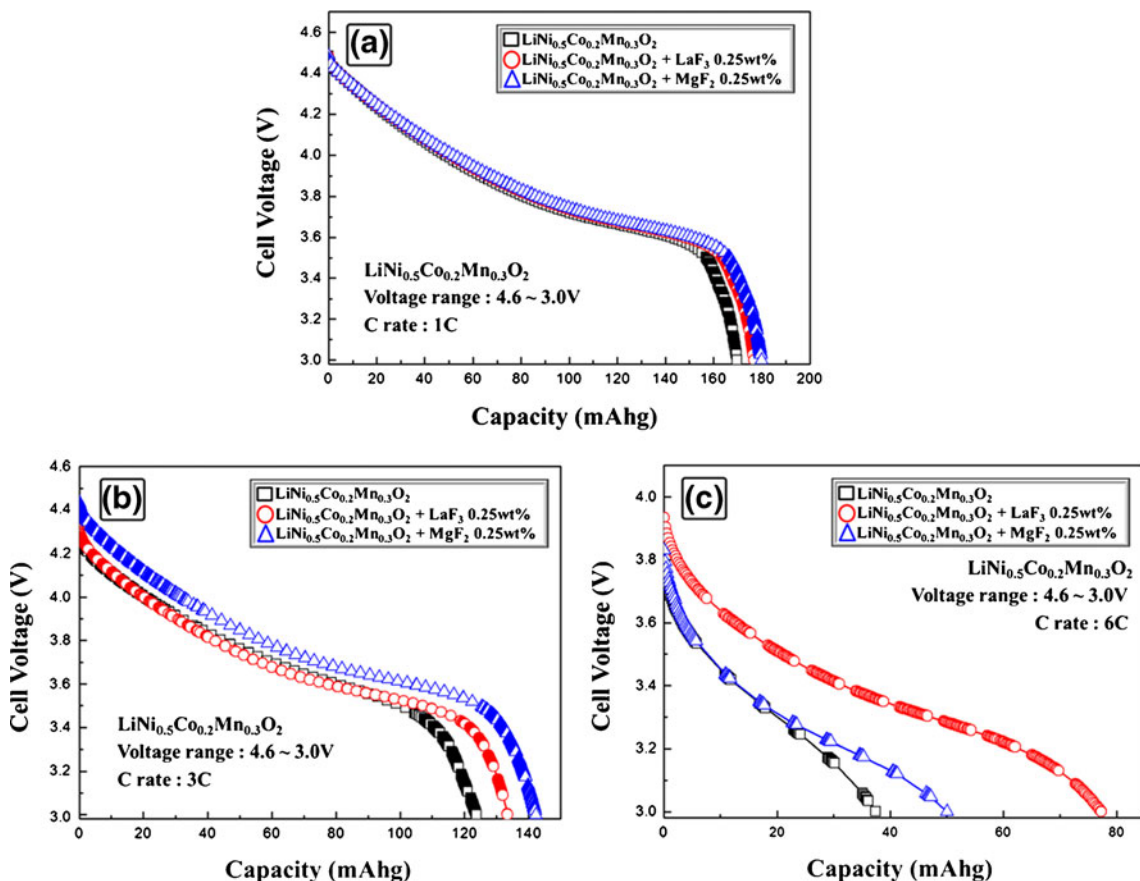 (a)
LiNi0.5Co0.2Mn0.3O2
LiNi0.5Co0.2Mn0.3O2 + LaF3 0.25wt%
LiNi0.5Co0.2Mn0.3O2 + MgF2 0.25wt%
LiNi0.5Co0.2Mn0.3O2
Voltage range : 4.6 ~ 3.0V
C rate : 1C
Cell Voltage (V)
4.6
4.4
4.2
4.0
3.8
3.6
3.4
3.2
3.0
0 20 40 60 80 100 120 140 160 180 200
Capacity (mAhg)
(b)
LiNi0.5Co0.2Mn0.3O2
LiNi0.5Co0.2Mn0.3O2 + LaF3 0.25wt%
LiNi0.5Co0.2Mn0.3O2 + MgF2 0.25wt%
LiNi0.5Co0.2Mn0.3O2
Voltage range : 4.6 ~ 3.0V
C rate : 3C
Cell Voltage (V)
4.6
4.4
4.2
4.0
3.8
3.6
3.4
3.2
3.0
0 20 40 60 80 100 120 140
Capacity (mAhg)
(c)
LiNi0.5Co0.2Mn0.3O2
LiNi0.5Co0.2Mn0.3O2 + LaF3 0.25wt%
LiNi0.5Co0.2Mn0.3O2 + MgF2 0.25wt%
LiNi0.5Co0.2Mn0.3O2
Voltage range : 4.6 ~ 3.0V
C rate : 6C
Cell Voltage (V)
4.0
3.8
3.6
3.4
3.2
3.0
0 20 40 60 80
Capacity (mAhg)